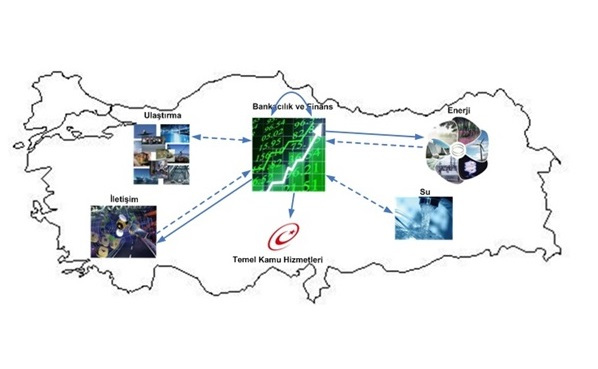 Ulaştırma
Bankacılık ve Finans
Enerji
İletişim
Su
Temel Kamu Hizmetleri